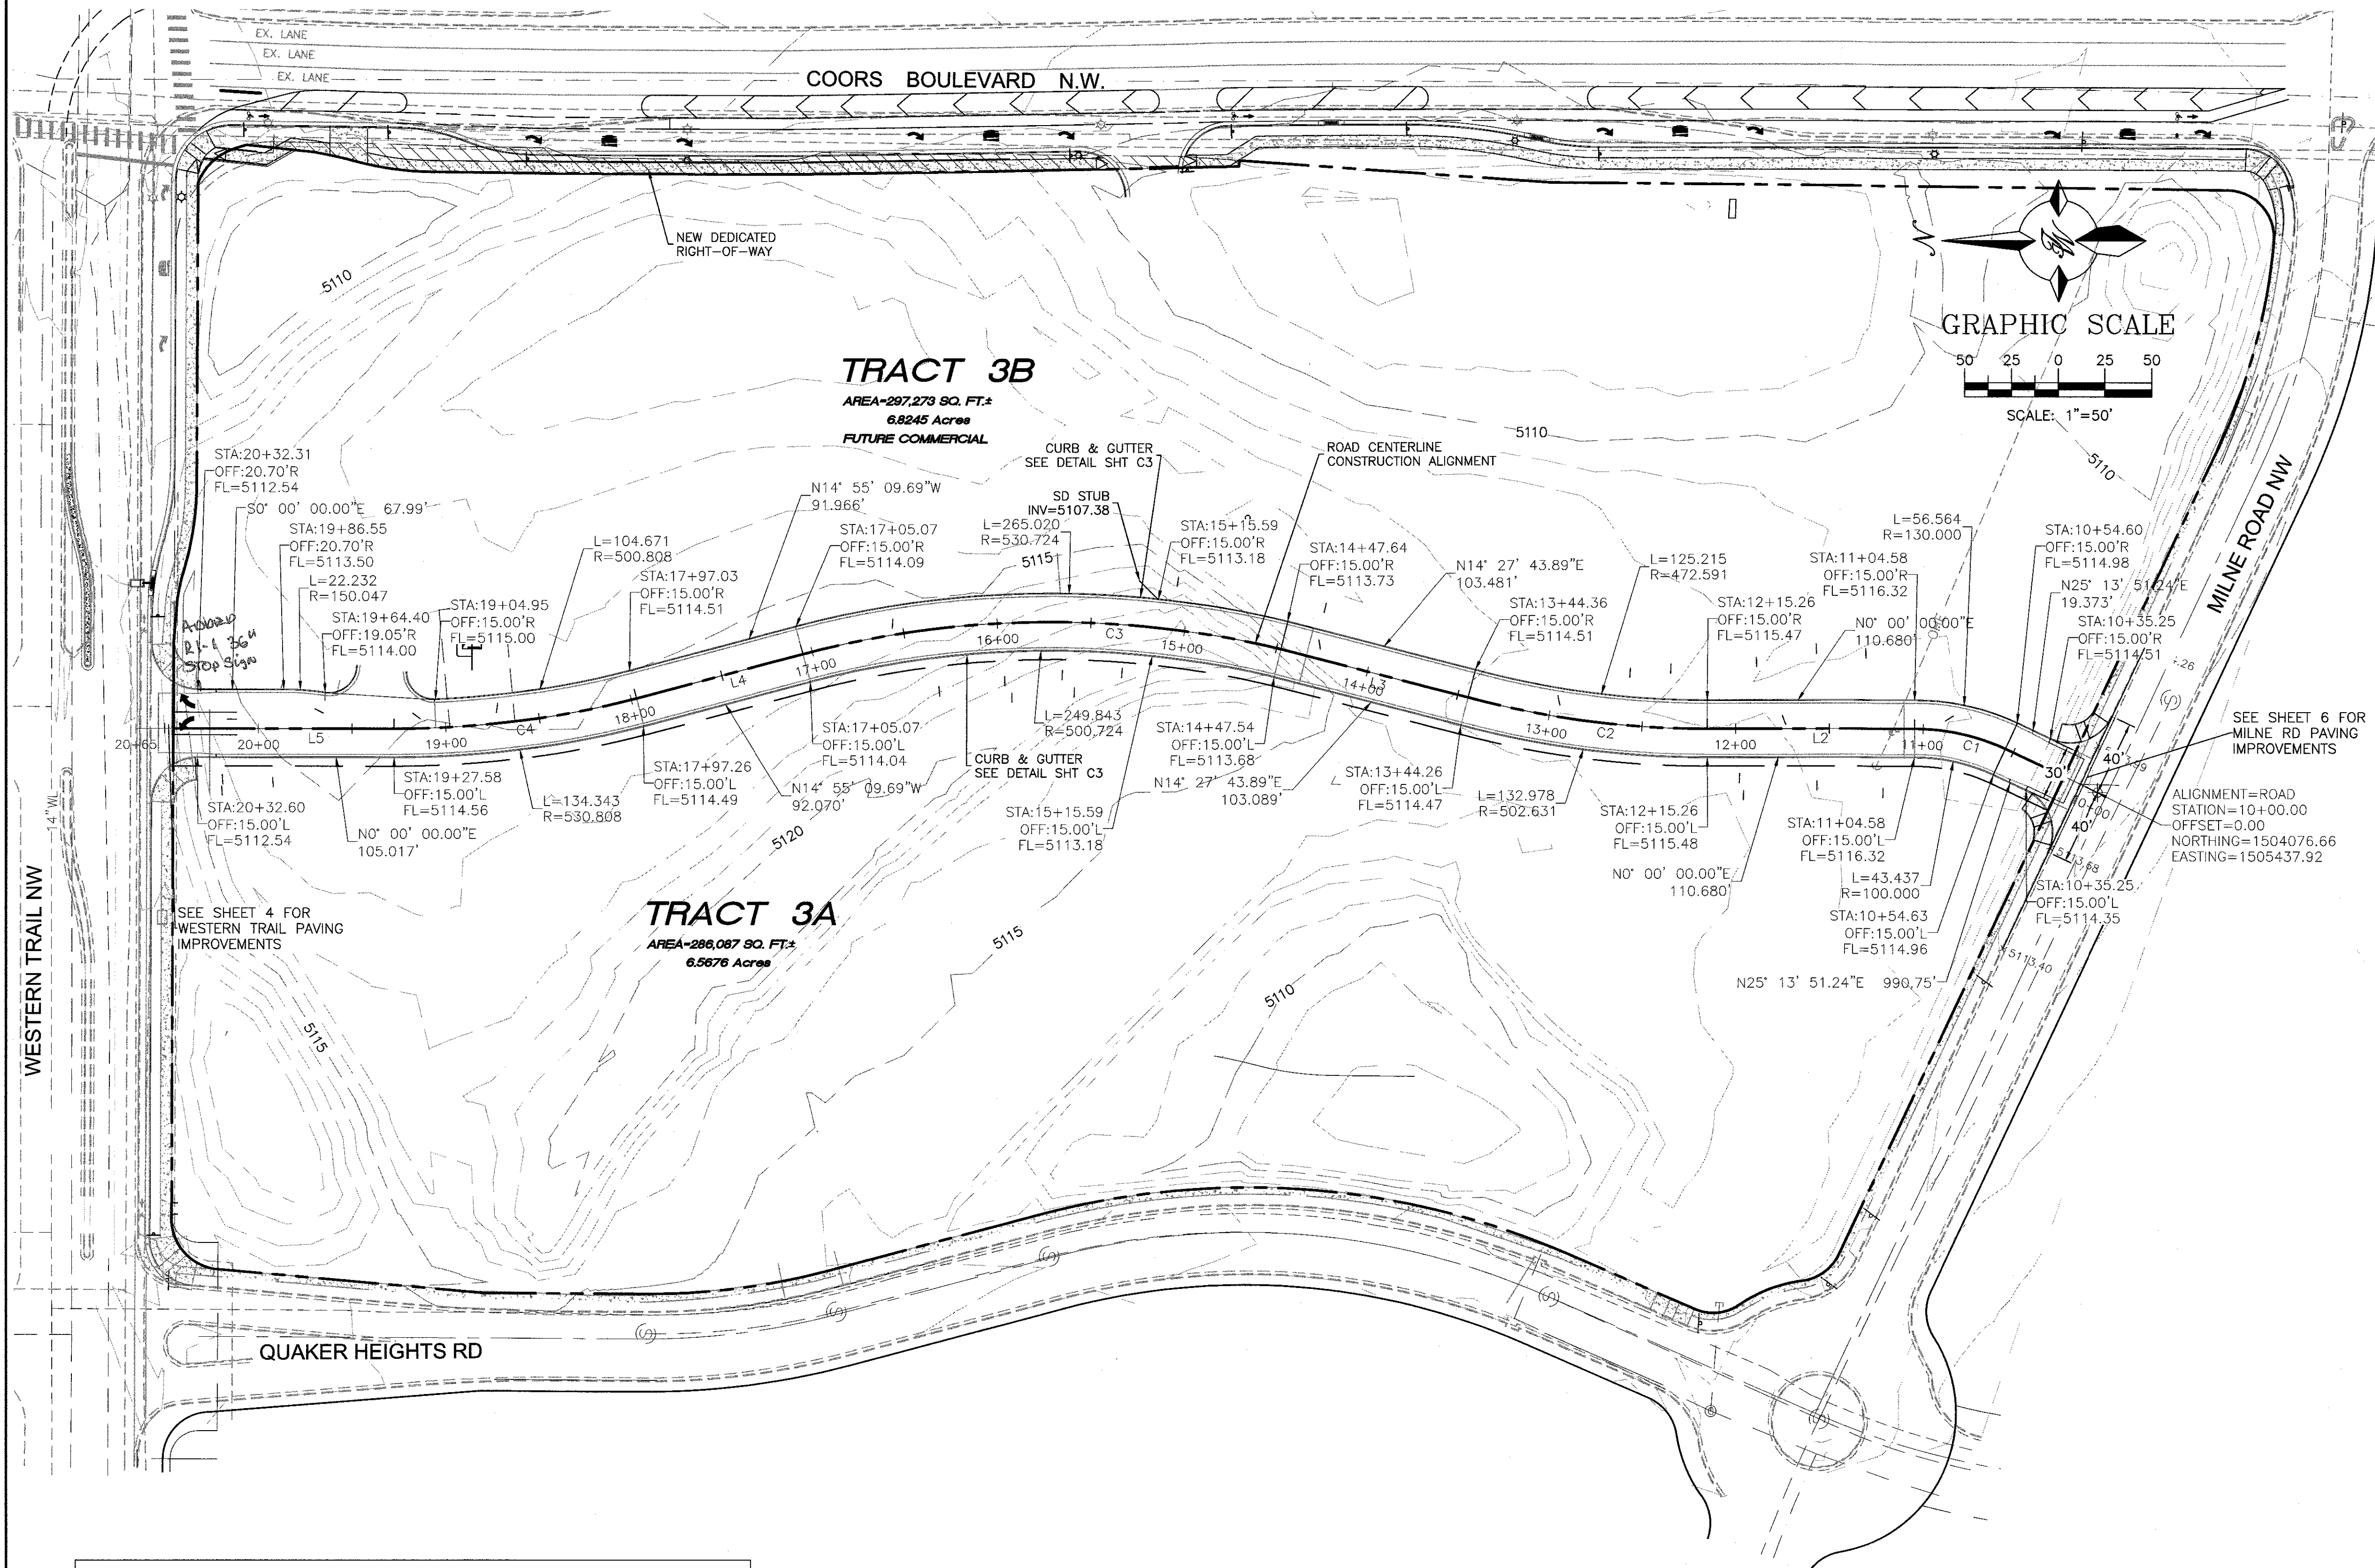 EX. LANE
EX. LANE
EX. LANE
COORS BOULEVARD N.W.
NEW DEDICATED
RIGHT-OF-WAY
5110
N
GRAPHIC SCALE
50 25 0 25 50
SCALE: 1"=50'
TRACT 3B
AREA=297,273 SQ. FT.±
6.8245 Acres
FUTURE COMMERCIAL
5110
5110
MILNE ROAD NW
CURB & GUTTER
SEE DETAIL SHT C3
ROAD CENTERLINE
CONSTRUCTION ALIGNMENT
SD STUB
INV=5107.38
L=265.020
R=530.724
5115
STA:20+32.31
OFF:20.70'R
FL=5112.54
S0° 00' 00.00"E 67.99'
STA:19+86.55
OFF:20.70'R
FL=5113.50
L=22.232
R=150.047
STA:19+64.40
OFF:19.05'R
FL=5114.00
STA:19+04.95
OFF:15.00'R
FL=5115.00
L=104.671
R=500.808
STA:17+97.03
OFF:15.00'R
FL=5114.51
N14° 55' 09.69"W
91.966'
STA:17+05.07
OFF:15.00'R
FL=5114.09
STA:15+15.59
OFF:15.00'R
FL=5113.18
STA:14+47.64
OFF:15.00'R
FL=5113.73
N14° 27' 43.89"E
103.481'
STA:13+44.36
OFF:15.00'R
FL=5114.51
L=125.215
R=472.591
STA:12+15.26
OFF:15.00'R
FL=5115.47
STA:11+04.58
OFF:15.00'R
FL=5116.32
N0° 00' 00.00"E
110.680'
L=56.564
R=130.000
STA:10+54.60
OFF:15.00'R
FL=5114.98
N25° 13' 51.24"E
19.373'
STA:10+35.25
OFF:15.00'R
FL=5114.51
ADDED
R1-1 36"
STOP Sign
20+65
20+00
L5
19+00
C4
18+00
L4
17+00
16+00
C3
15+00
14+00
L3
13+00
C2
12+00
L2
11+00
C1
10+00
30'
40'
40'
SEE SHEET 6 FOR
MILNE RD PAVING
IMPROVEMENTS
ALIGNMENT=ROAD
STATION=10+00.00
OFFSET=0.00
NORTHING=1504076.66
EASTING=1505437.92
STA:20+32.60
OFF:15.00'L
FL=5112.54
N0° 00' 00.00"E
105.017'
STA:19+27.58
OFF:15.00'L
FL=5114.56
L=134.343
R=530.808
STA:17+97.26
OFF:15.00'L
FL=5114.49
N14° 55' 09.69"W
92.070'
STA:17+05.07
OFF:15.00'L
FL=5114.04
CURB & GUTTER
SEE DETAIL SHT C3
L=249.843
R=500.724
STA:15+15.59
OFF:15.00'L
FL=5113.18
STA:14+47.54
OFF:15.00'L
FL=5113.68
N14° 27' 43.89"E
103.089'
STA:13+44.26
OFF:15.00'L
FL=5114.47
L=132.978
R=502.631
STA:12+15.26
OFF:15.00'L
FL=5115.48
N0° 00' 00.00"E
110.680'
STA:11+04.58
OFF:15.00'L
FL=5116.32
L=43.437
R=100.000
STA:10+54.63
OFF:15.00'L
FL=5114.96
N25° 13' 51.24"E 990.75'
STA:10+35.25
OFF:15.00'L
FL=5114.35
5113.68
5113.40
5120
5115
5110
5115
TRACT 3A
AREA=286,087 SQ. FT.±
6.5676 Acres
SEE SHEET 4 FOR
WESTERN TRAIL PAVING
IMPROVEMENTS
14"WL
WESTERN TRAIL NW
QUAKER HEIGHTS RD